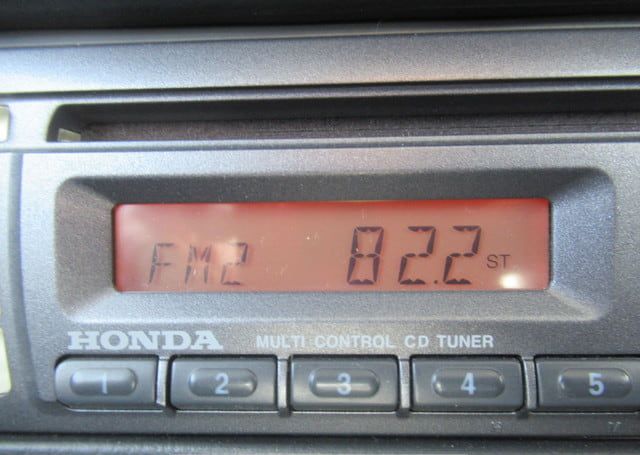 FM2 82.2 ST
HONDA MULTI CONTROL CD TUNER
1 2 3 4 5